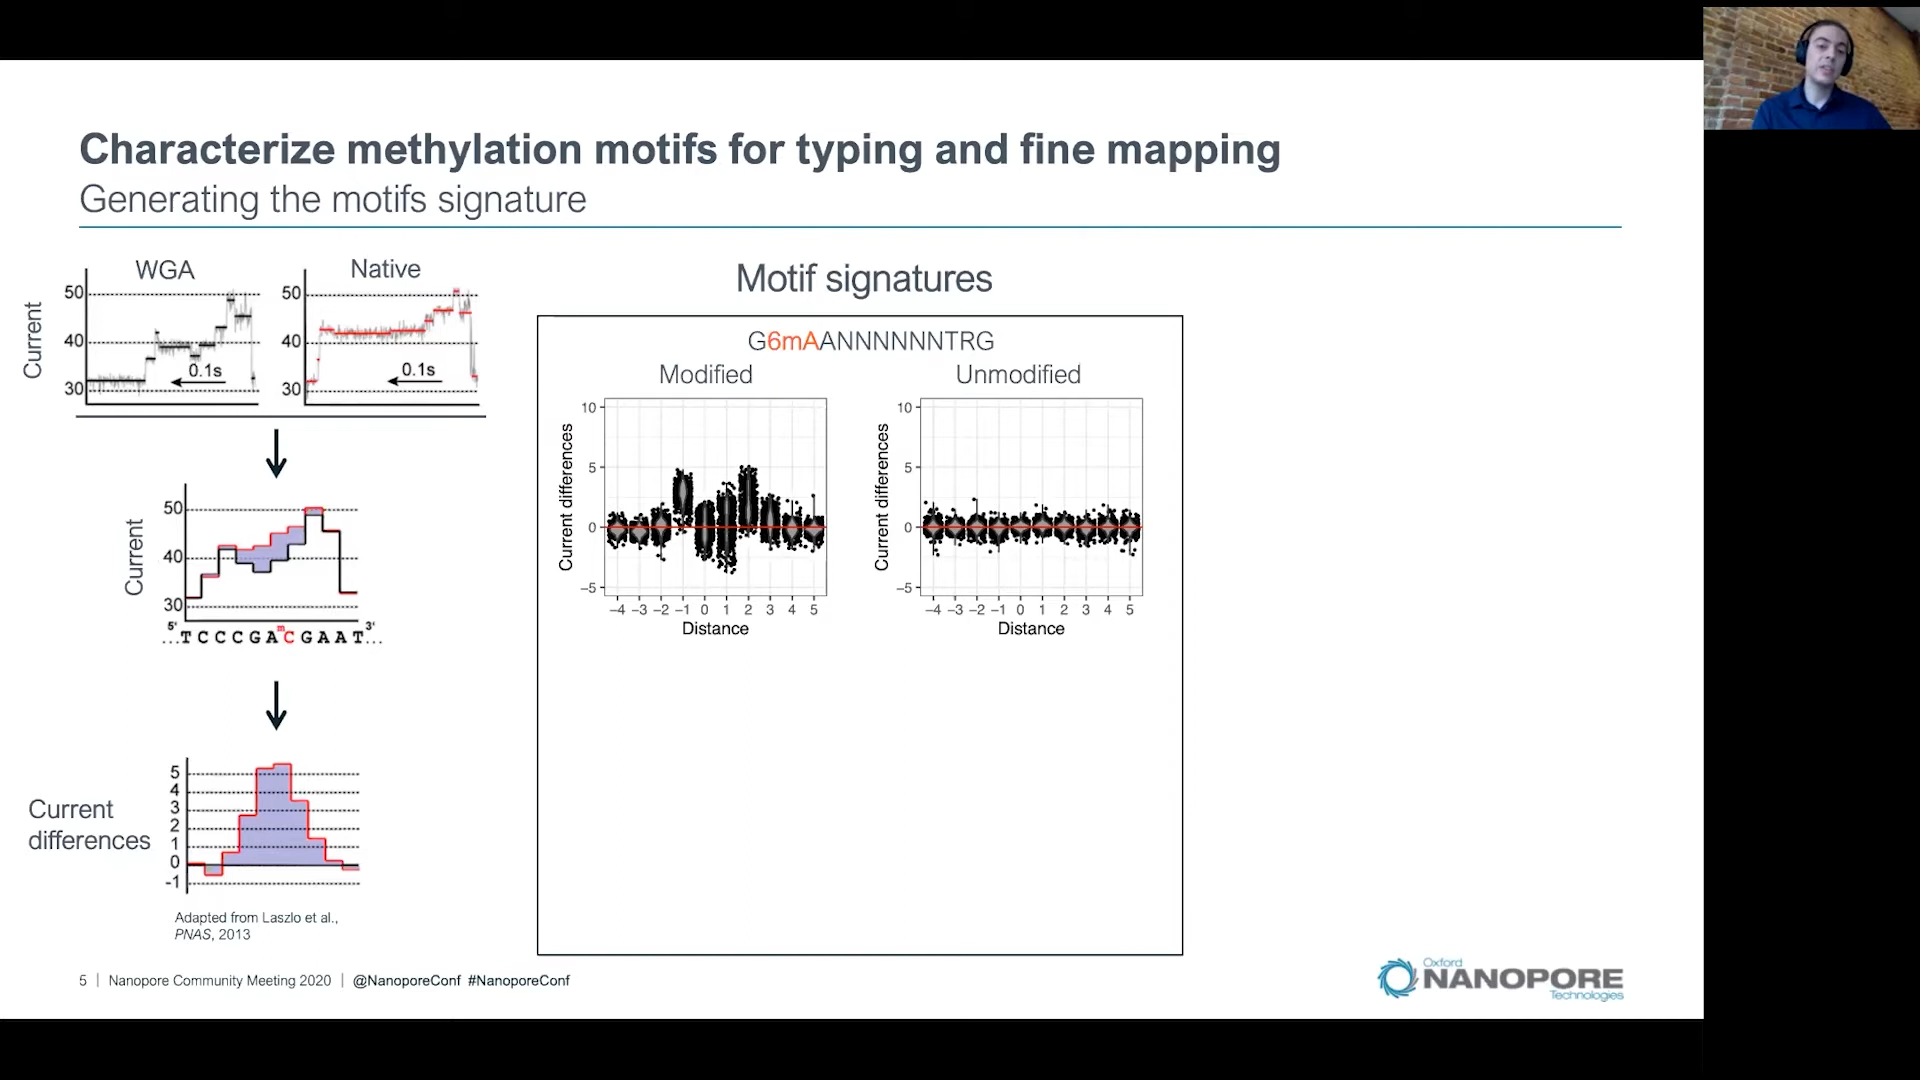 Characterize methylation motifs for typing and fine mapping
Generating the motifs signature
WGA
Native
Current
50
40
30
0.1s
50
40
30
0.1s
Current
50
40
30
5' 3'
...TCCCGAmCGAAT...
Current
differences
5
4
3
2
1
0
-1
Adapted from Laszlo et al.,
PNAS, 2013
Motif signatures
G6mAANNNNNNTRG
Modified
Unmodified
Current differences
10
5
0
−5
−4 −3 −2 −1 0 1 2 3 4 5
Distance
Current differences
10
5
0
−5
−4 −3 −2 −1 0 1 2 3 4 5
Distance
5 | Nanopore Community Meeting 2020 | @NanoporeConf #NanoporeConf
Oxford
NANOPORE
Technologies